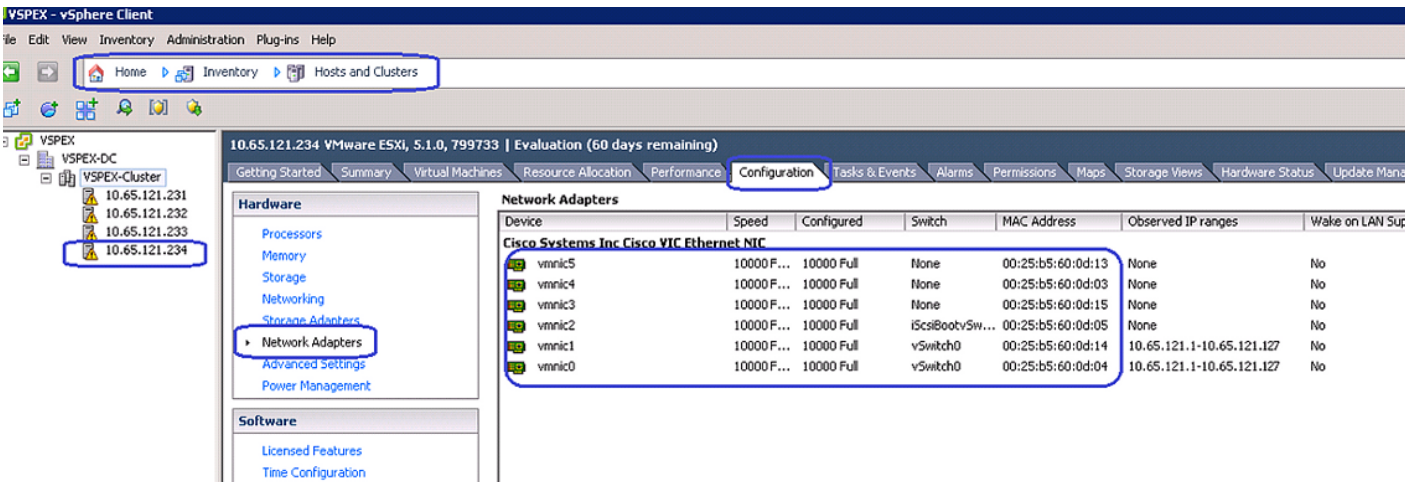 VSPEX - vSphere Client
File Edit View Inventory Administration Plug-ins Help
Home Inventory Hosts and Clusters
VSPEX
VSPEX-DC
VSPEX-Cluster
10.65.121.231
10.65.121.232
10.65.121.233
10.65.121.234
10.65.121.234 VMware ESXi, 5.1.0, 799733 | Evaluation (60 days remaining)
Getting Started Summary Virtual Machines Resource Allocation Performance Configuration Tasks & Events Alarms Permissions Maps Storage Views Hardware Status Update Mana
Hardware
Processors
Memory
Storage
Networking
Storage Adapters
Network Adapters
Advanced Settings
Power Management
Software
Licensed Features
Time Configuration
Network Adapters
Device Speed Configured Switch MAC Address Observed IP ranges Wake on LAN Sup
Cisco Systems Inc Cisco VIC Ethernet NIC
vmnic5 10000 F... 10000 Full None 00:25:b5:60:0d:13 None No
vmnic4 10000 F... 10000 Full None 00:25:b5:60:0d:03 None No
vmnic3 10000 F... 10000 Full None 00:25:b5:60:0d:15 None No
vmnic2 10000 F... 10000 Full iScsiBootvSw... 00:25:b5:60:0d:05 None No
vmnic1 10000 F... 10000 Full vSwitch0 00:25:b5:60:0d:14 10.65.121.1-10.65.121.127 No
vmnic0 10000 F... 10000 Full vSwitch0 00:25:b5:60:0d:04 10.65.121.1-10.65.121.127 No